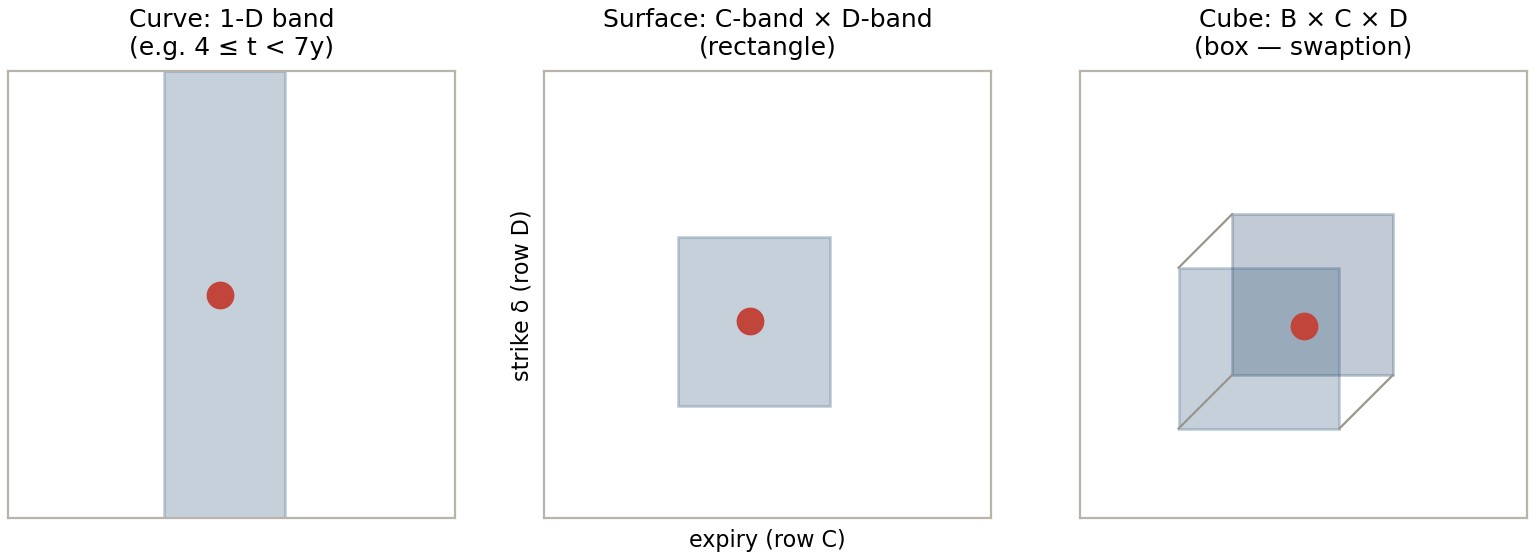 Curve: 1-D band
(e.g. 4 ≤ t < 7y)
Surface: C-band × D-band
(rectangle)
Cube: B × C × D
(box — swaption)
strike δ (row D)
expiry (row C)